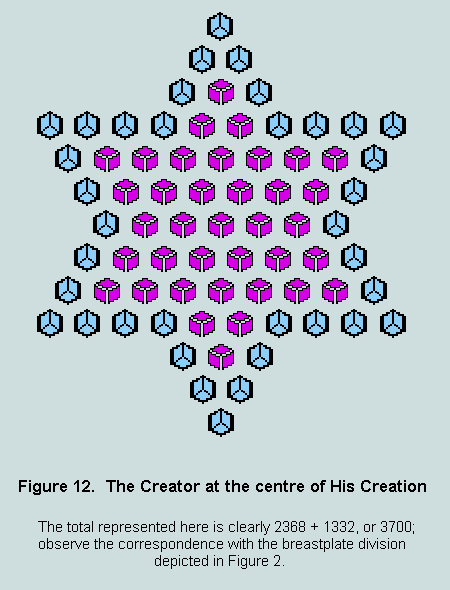 Figure 12.  The Creator at the centre of His Creation
The total represented here is clearly 2368 + 1332, or 3700;
observe the correspondence with the breastplate division
depicted in Figure 2.